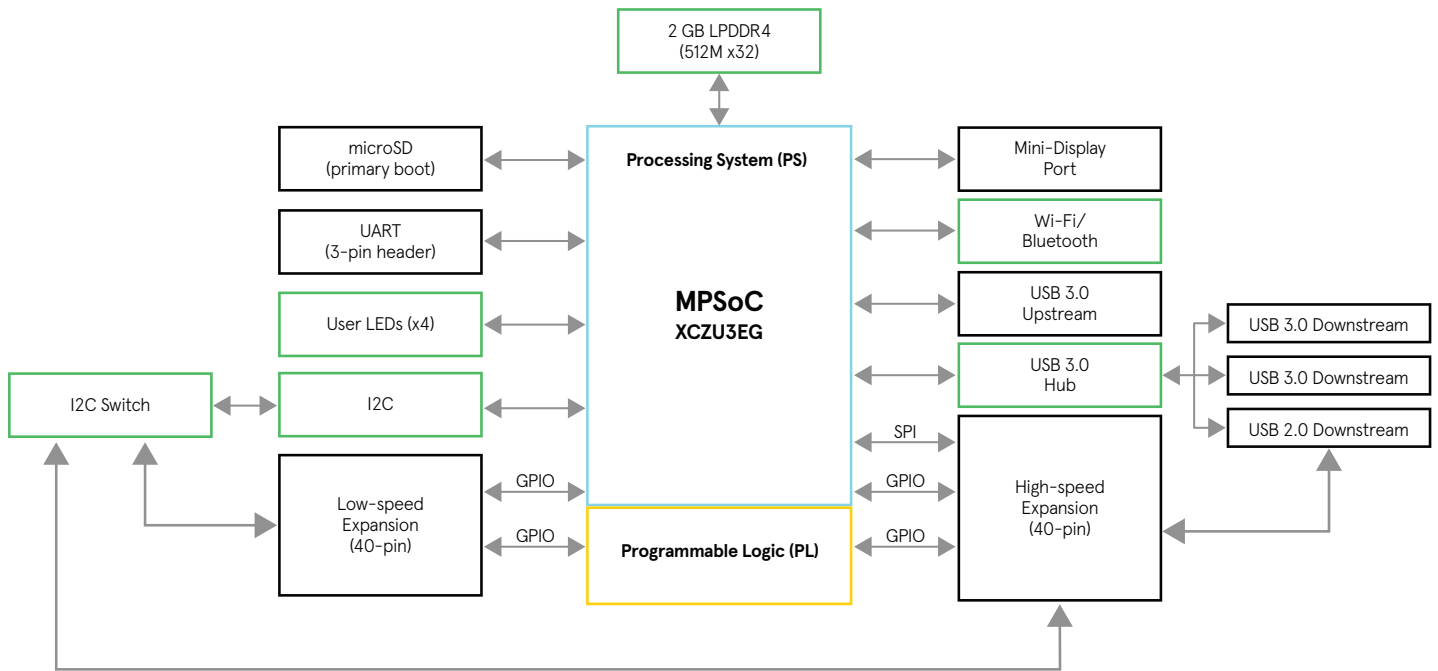 2 GB LPDDR4
(512M x32)
microSD
(primary boot)
Processing System (PS)
Mini-Display
Port
UART
(3-pin header)
Wi-Fi/
Bluetooth
MPSoC
XCZU3EG
USB 3.0
Upstream
User LEDs (x4)
USB 3.0 Downstream
USB 3.0
Hub
USB 3.0 Downstream
I2C Switch
I2C
USB 2.0 Downstream
SPI
Low-speed
Expansion
(40-pin)
GPIO
GPIO
High-speed
Expansion
(40-pin)
GPIO
Programmable Logic (PL)
GPIO